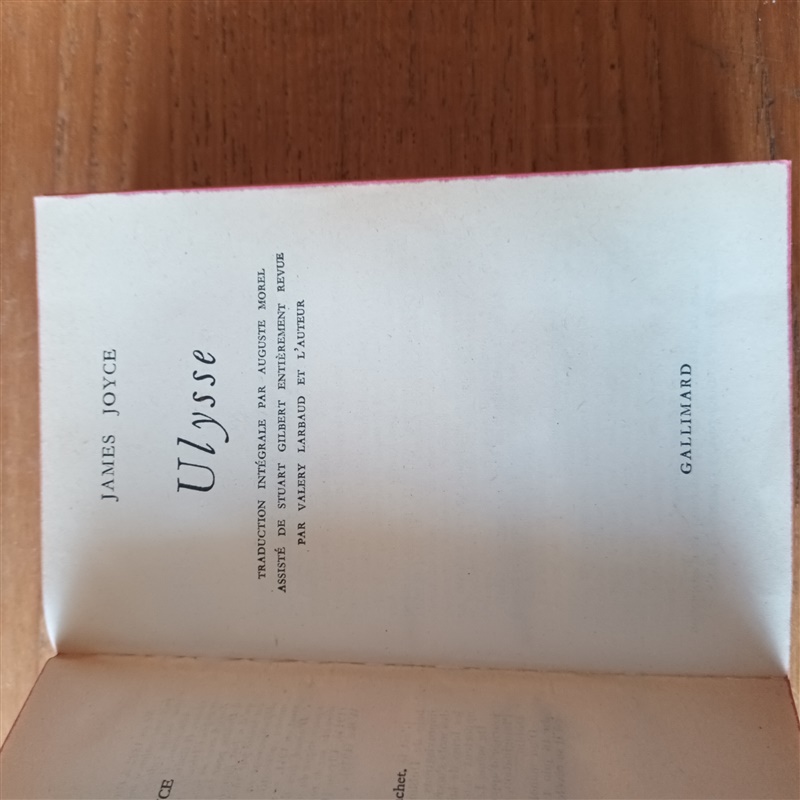 JAMES JOYCE
Ulysse
TRADUCTION INTÉGRALE PAR AUGUSTE MOREL
ASSISTÉ DE STUART GILBERT ENTIÈREMENT REVUE
PAR VALERY LARBAUD ET L'AUTEUR
GALLIMARD